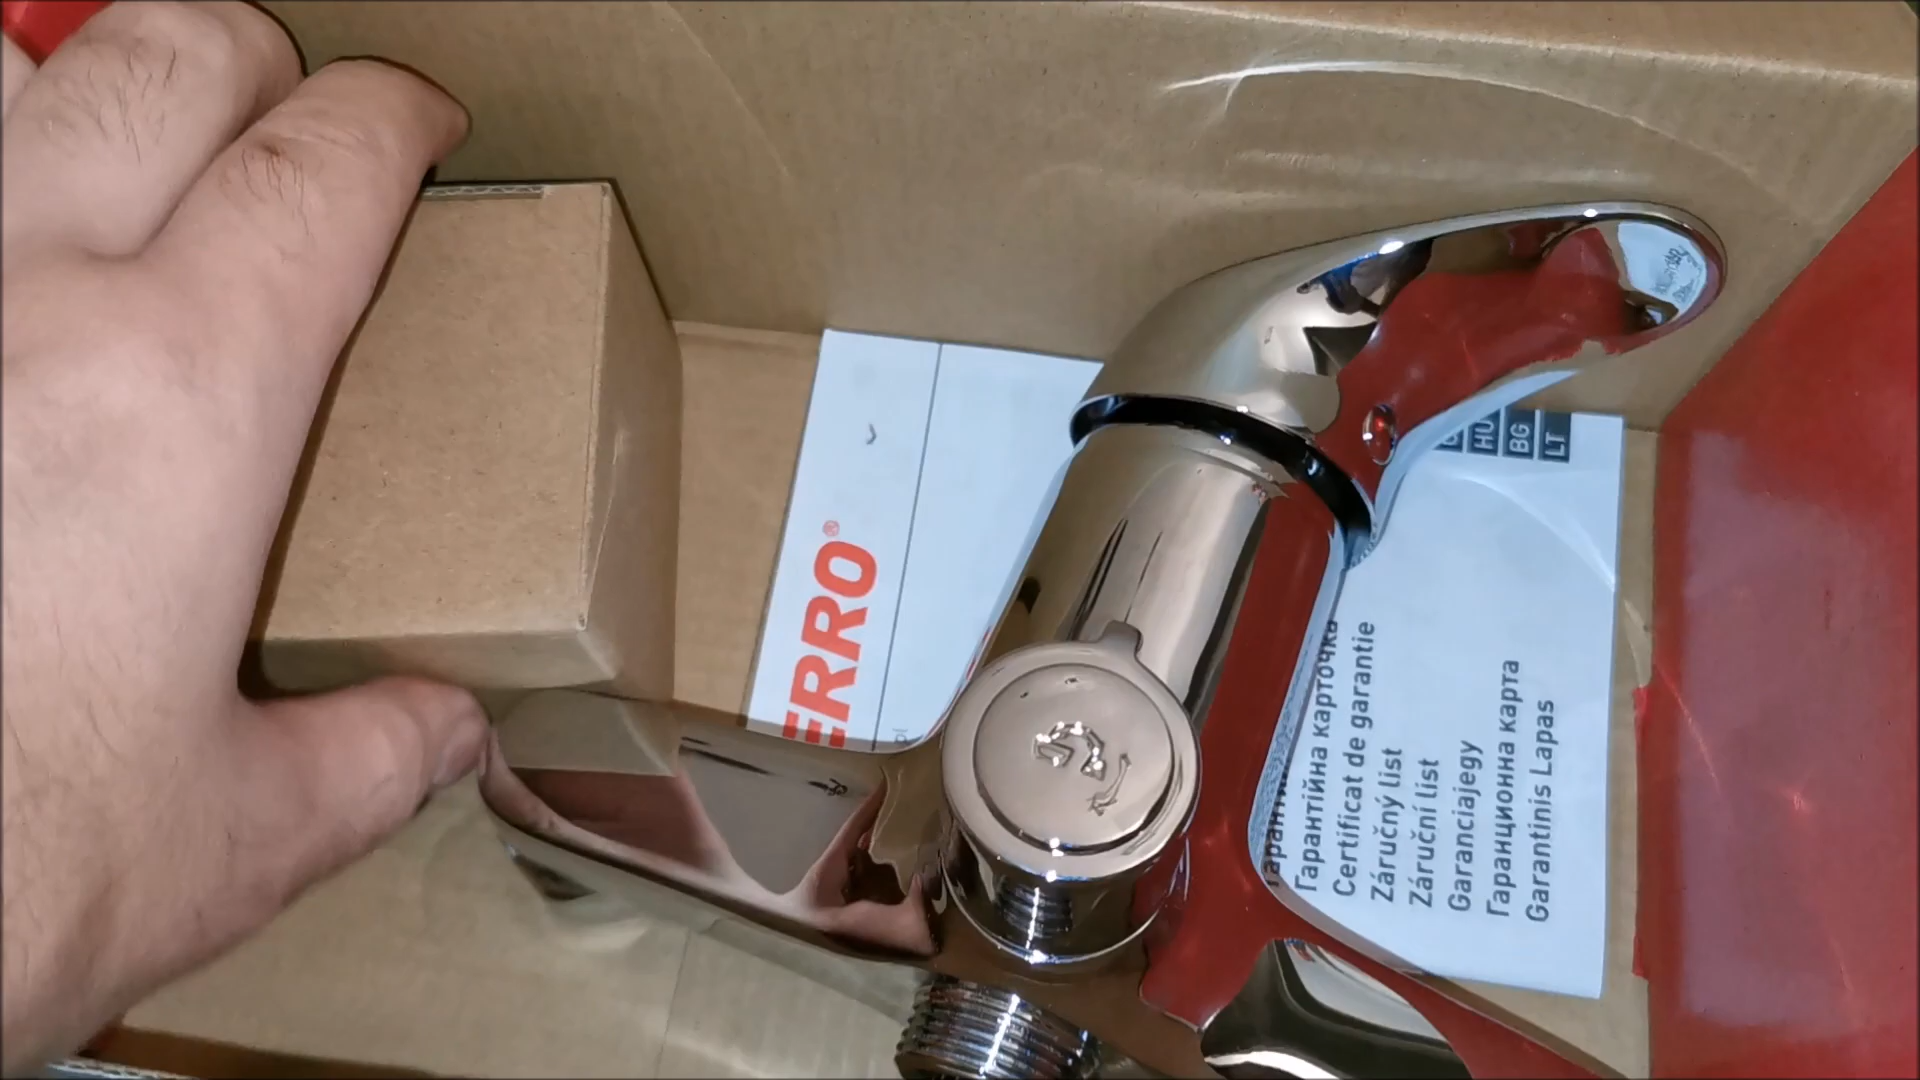 ERRO®
HU
BG
LT
Гарантійна карточка
Certificat de garantie
Záručný list
Záruční list
Garanciajegy
Гаранционна карта
Garantinis Lapas